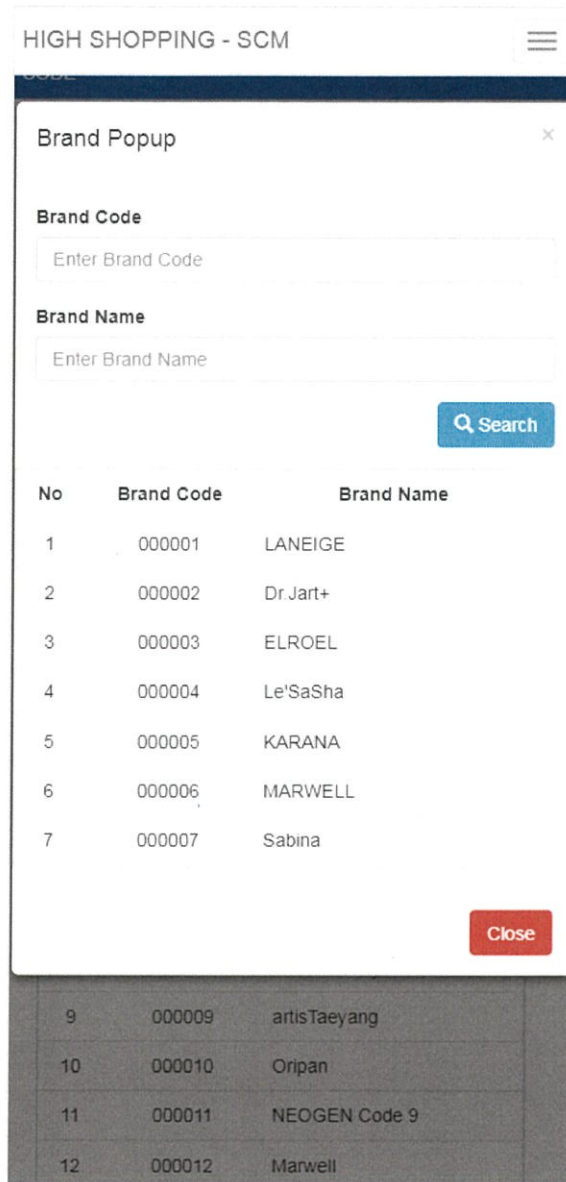 HIGH SHOPPING - SCM
CODE
Brand Popup ×
Brand Code
Enter Brand Code
Brand Name
Enter Brand Name
Search
No Brand Code Brand Name
1 000001 LANEIGE
2 000002 Dr.Jart+
3 000003 ELROEL
4 000004 Le'SaSha
5 000005 KARANA
6 000006 MARWELL
7 000007 Sabina
Close
9 000009 artisTaeyang
10 000010 Oripan
11 000011 NEOGEN Code 9
12 000012 Marwell